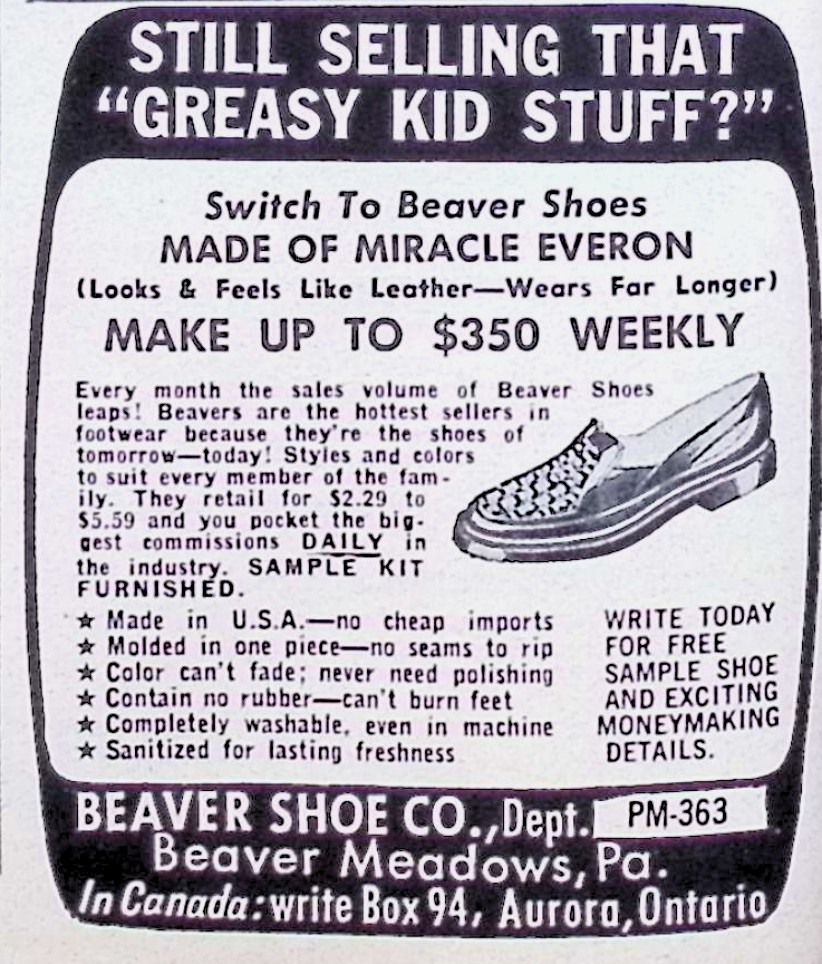 STILL SELLING THAT
"GREASY KID STUFF?"
Switch To Beaver Shoes
MADE OF MIRACLE EVERON
(Looks & Feels Like Leather—Wears Far Longer)
MAKE UP TO $350 WEEKLY
Every month the sales volume of Beaver Shoes
leaps! Beavers are the hottest sellers in
footwear because they're the shoes of
tomorrow—today! Styles and colors
to suit every member of the fam-
ily. They retail for $2.29 to
$5.59 and you pocket the big-
gest commissions DAILY in
the industry. SAMPLE KIT
FURNISHED.
★ Made in U.S.A.—no cheap imports
★ Molded in one piece—no seams to rip
★ Color can't fade; never need polishing
★ Contain no rubber—can't burn feet
★ Completely washable, even in machine
★ Sanitized for lasting freshness
WRITE TODAY
FOR FREE
SAMPLE SHOE
AND EXCITING
MONEYMAKING
DETAILS.
BEAVER SHOE CO., Dept. PM-363
Beaver Meadows, Pa.
In Canada: write Box 94, Aurora, Ontario